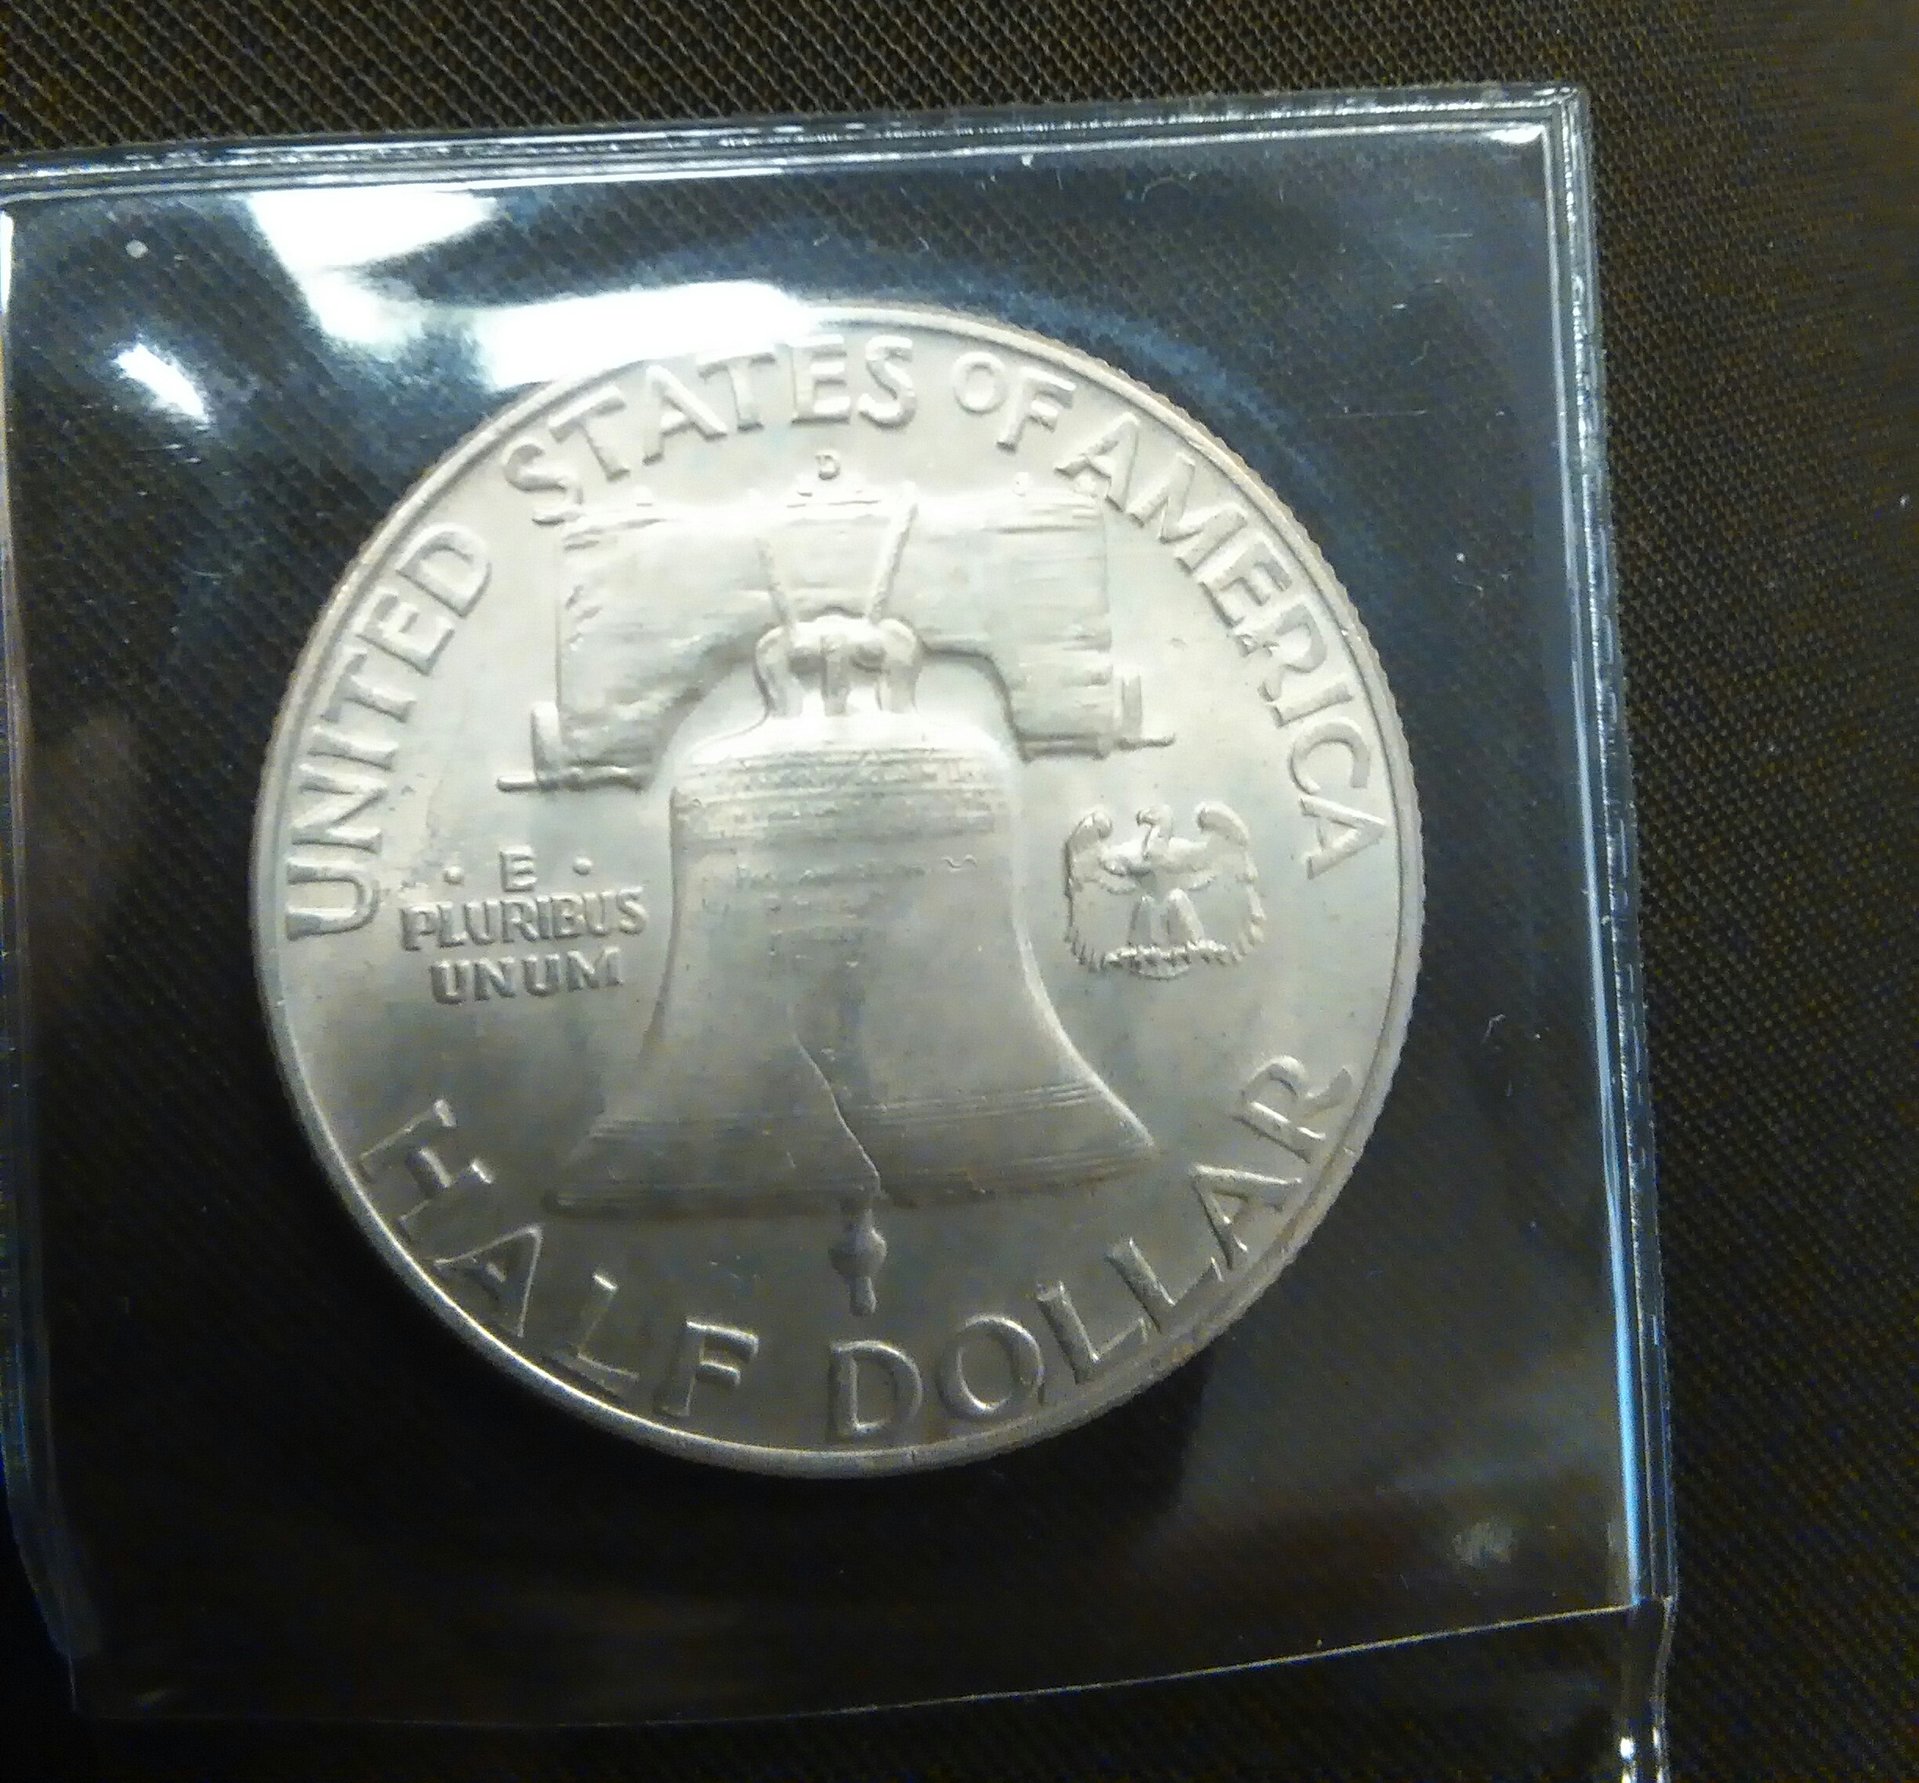 UNITED STATES OF AMERICA
D
· E ·
PLURIBUS
UNUM
HALF DOLLAR